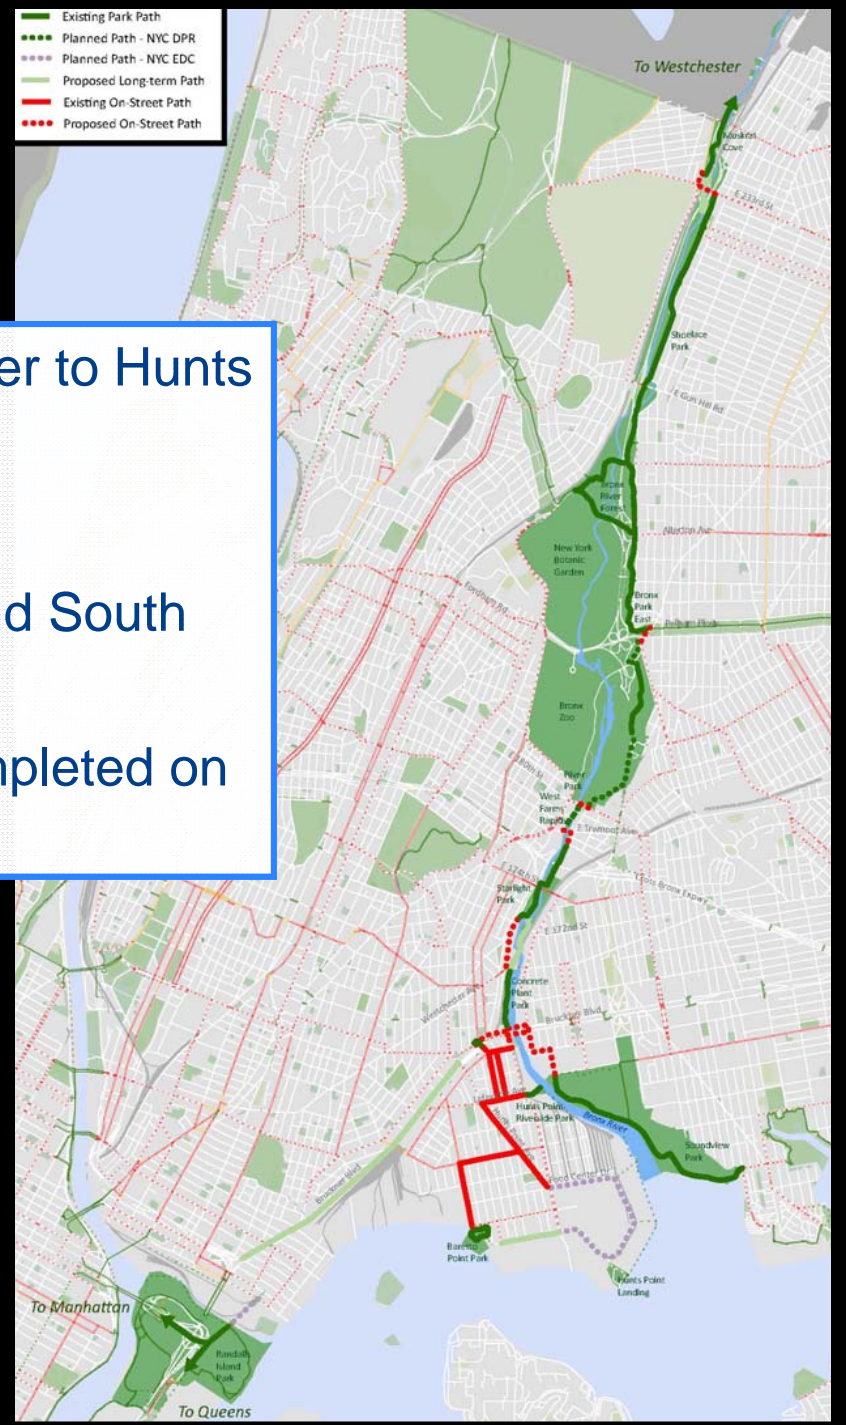 Existing Park Path
Planned Path - NYC DPR
Planned Path - NYC EDC
Proposed Long-term Path
Existing On-Street Path
Proposed On-Street Path
To Westchester
Muskrat
Cove
E 233rd St
Shoelace
Park
er to Hunts
d South
mpleted on
E Gun Hill Rd
Bronx
River
Forest
Allerton Ave
New York
Botanic
Garden
Fordham Rd
Bronx
Park
East
Pelham Pkwy
Bronx
Zoo
E 180th St
River
Park
West
Farms
Rapids
E Tremont Ave
E 174th St
Cross Bronx Expwy
Starlight
Park
E 172nd St
Concrete
Plant
Park
Westchester Ave
Bruckner Blvd
Hunts Point
Riverside Park
Bronx River
Soundview
Park
Food Center Dr
Bruckner Blvd
Baretto
Point Park
Hunts Point
Landing
To Manhattan
Randalls
Island
Park
To Queens